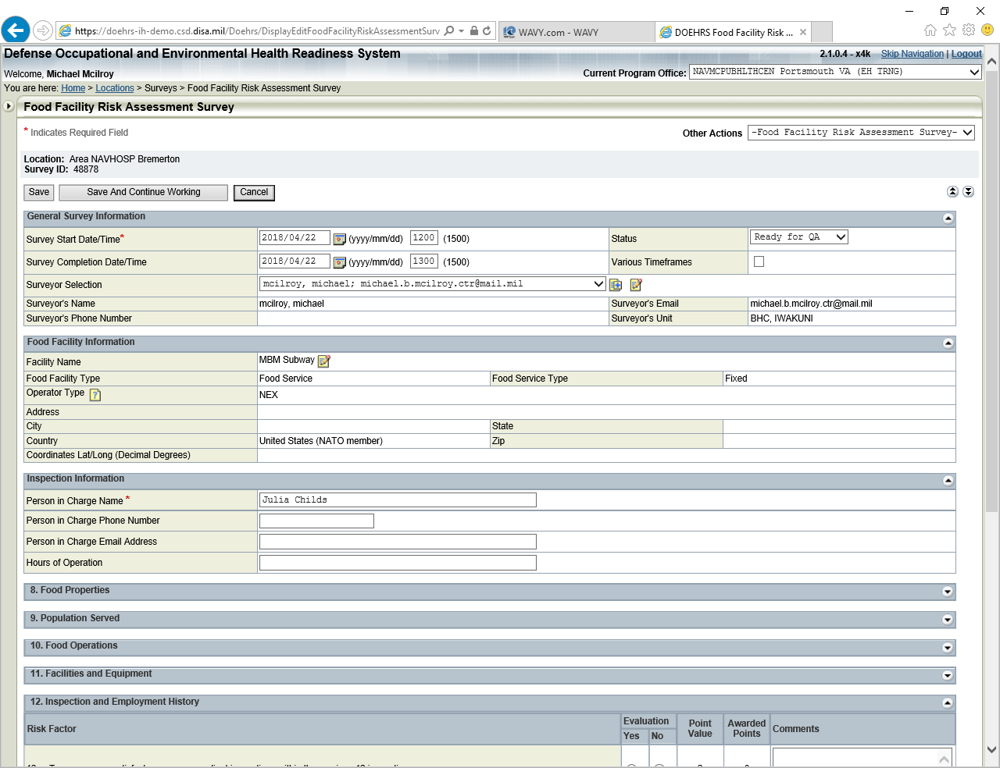 https://doehrs-ih-demo.csd.disa.mil/Doehrs/DisplayEditFoodFacilityRiskAssessmentSurv
WAVY.com - WAVY
DOEHRS Food Facility Risk ...
Defense Occupational and Environmental Health Readiness System
2.1.0.4 - x4k Skip Navigation | Logout
Welcome, Michael Mcilroy
Current Program Office: NAVMCPUBHLTHCEN Portsmouth VA (EH TRNG)
You are here: Home > Locations > Surveys > Food Facility Risk Assessment Survey
Food Facility Risk Assessment Survey
* Indicates Required Field
Other Actions -Food Facility Risk Assessment Survey-
Location: Area NAVHOSP Bremerton
Survey ID: 48878
Save Save And Continue Working Cancel
General Survey Information
Survey Start Date/Time* 2018/04/22 (yyyy/mm/dd) 1200 (1500) Status Ready for QA
Survey Completion Date/Time 2018/04/22 (yyyy/mm/dd) 1300 (1500) Various Timeframes
Surveyor Selection mcilroy, michael; michael.b.mcilroy.ctr@mail.mil
Surveyor's Name mcilroy, michael Surveyor's Email michael.b.mcilroy.ctr@mail.mil
Surveyor's Phone Number Surveyor's Unit BHC, IWAKUNI
Food Facility Information
Facility Name MBM Subway
Food Facility Type Food Service Food Service Type Fixed
Operator Type ? NEX
Address
City State
Country United States (NATO member) Zip
Coordinates Lat/Long (Decimal Degrees)
Inspection Information
Person in Charge Name * Julia Childs
Person in Charge Phone Number
Person in Charge Email Address
Hours of Operation
8. Food Properties
9. Population Served
10. Food Operations
11. Facilities and Equipment
12. Inspection and Employment History
Risk Factor Evaluation Yes No Point Value Awarded Points Comments